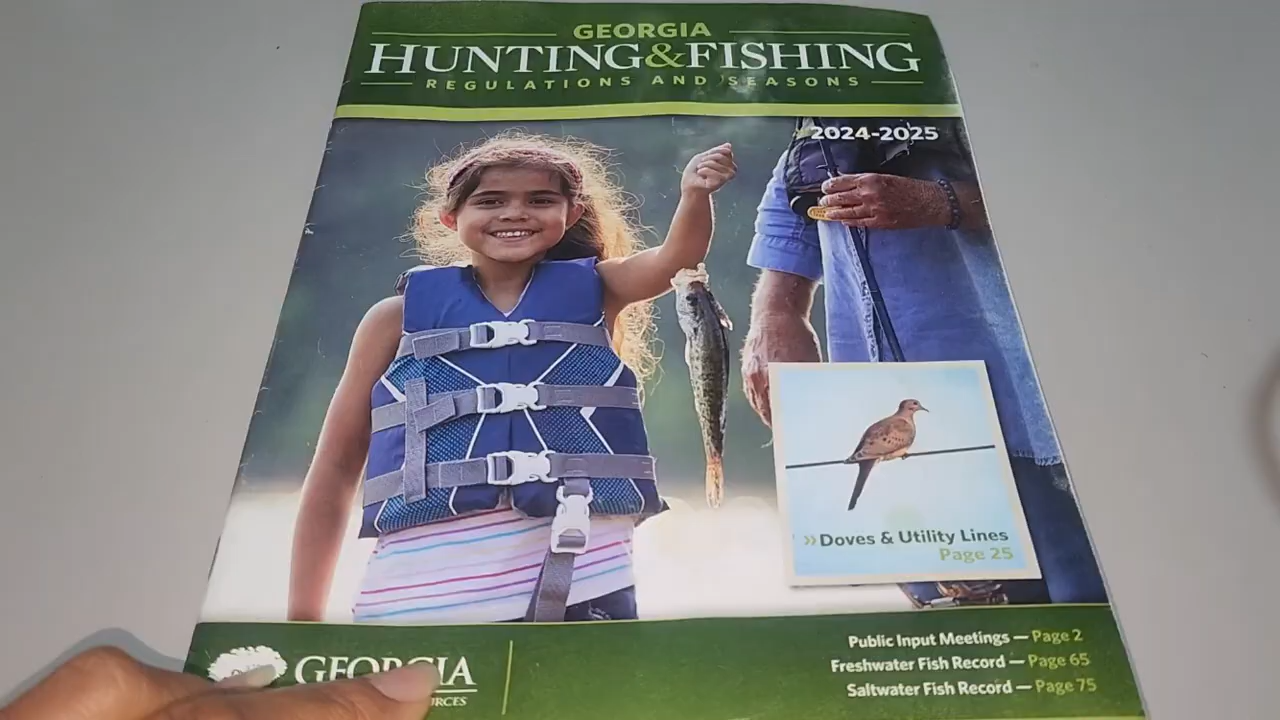 GEORGIA
HUNTING&FISHING
REGULATIONS AND SEASONS
2024-2025
»Doves & Utility Lines
Page 25
Public Input Meetings — Page 2
Freshwater Fish Record — Page 65
Saltwater Fish Record — Page 75
GEORGIA